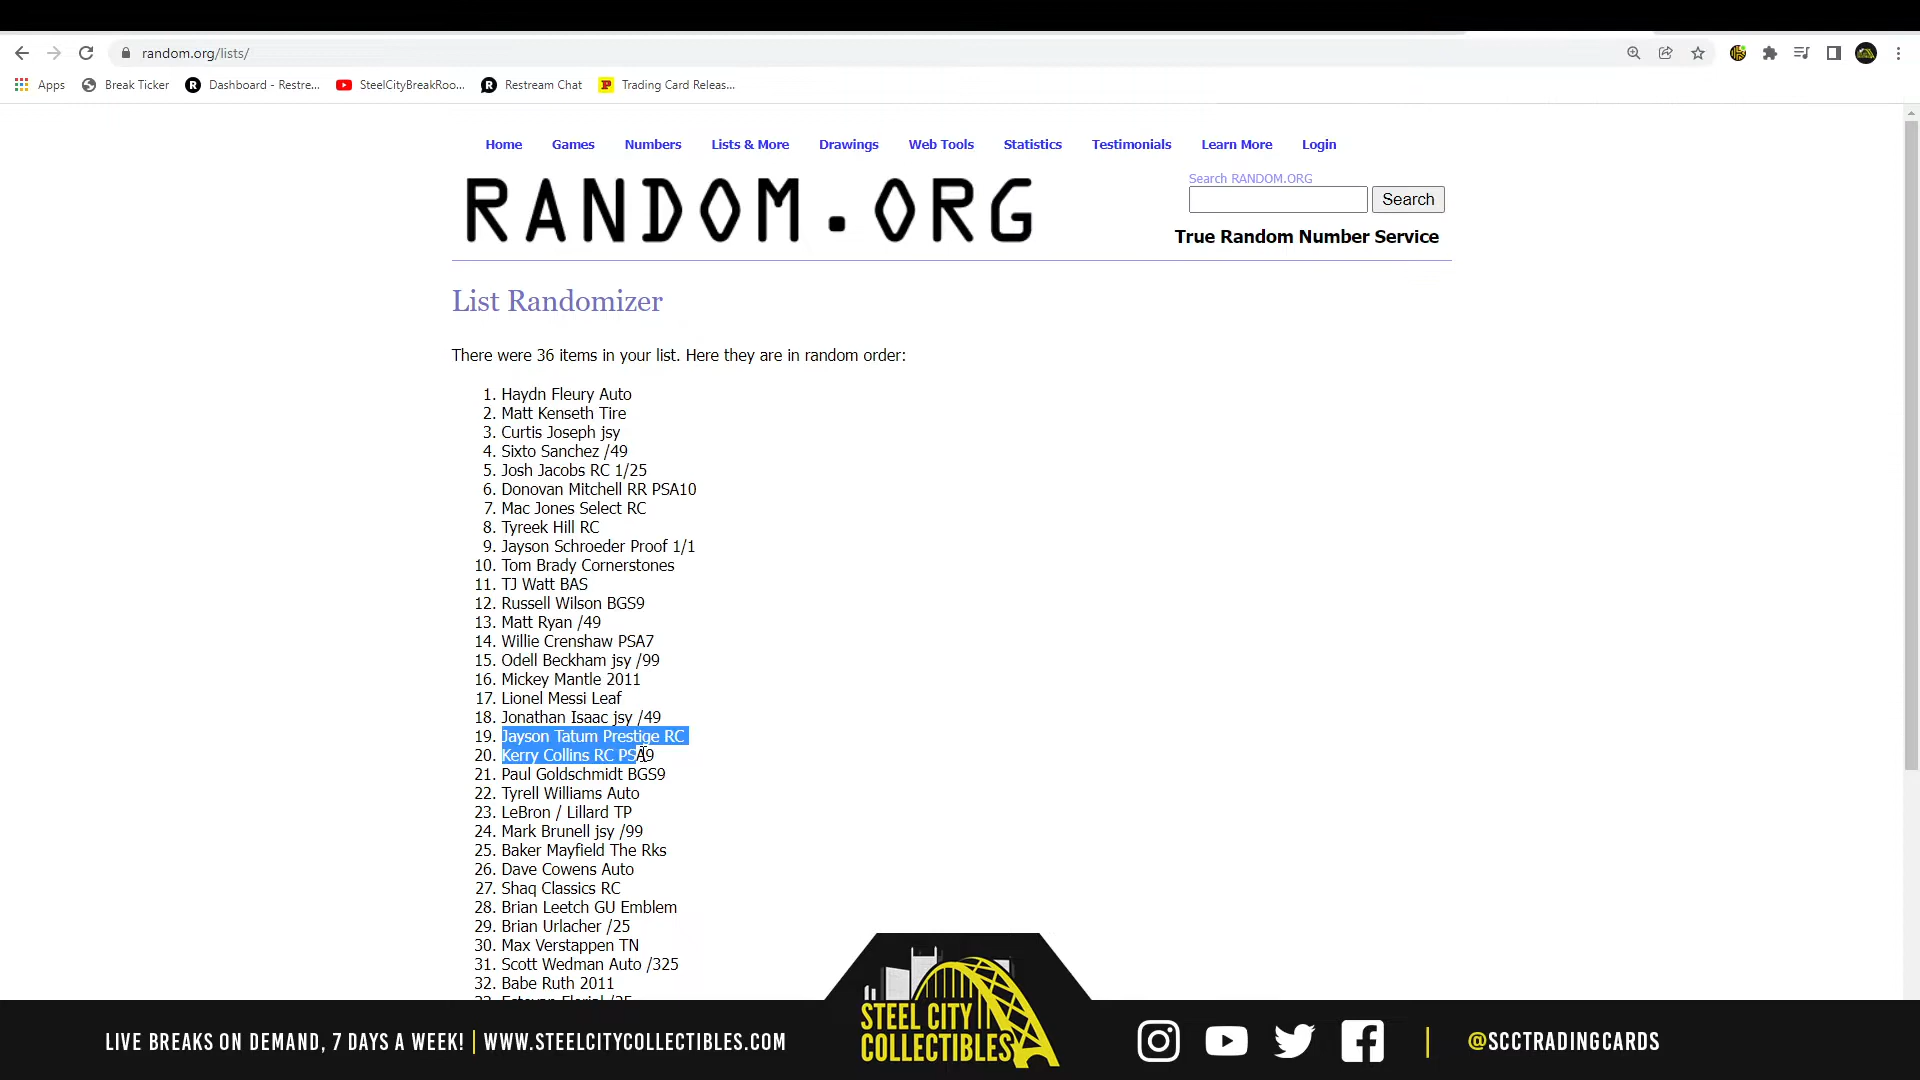 random.org/lists/
Apps Break Ticker Dashboard - Restre... SteelCityBreakRoo... Restream Chat Trading Card Releas...
Home Games Numbers Lists & More Drawings Web Tools Statistics Testimonials Learn More Login
RANDOM.ORG
Search RANDOM.ORG
Search
True Random Number Service
List Randomizer
There were 36 items in your list. Here they are in random order:
1. Haydn Fleury Auto
2. Matt Kenseth Tire
3. Curtis Joseph jsy
4. Sixto Sanchez /49
5. Josh Jacobs RC 1/25
6. Donovan Mitchell RR PSA10
7. Mac Jones Select RC
8. Tyreek Hill RC
9. Jayson Schroeder Proof 1/1
10. Tom Brady Cornerstones
11. TJ Watt BAS
12. Russell Wilson BGS9
13. Matt Ryan /49
14. Willie Crenshaw PSA7
15. Odell Beckham jsy /99
16. Mickey Mantle 2011
17. Lionel Messi Leaf
18. Jonathan Isaac jsy /49
19. Jayson Tatum Prestige RC
20. Kerry Collins RC PSA9
21. Paul Goldschmidt BGS9
22. Tyrell Williams Auto
23. LeBron / Lillard TP
24. Mark Brunell jsy /99
25. Baker Mayfield The Rks
26. Dave Cowens Auto
27. Shaq Classics RC
28. Brian Leetch GU Emblem
29. Brian Urlacher /25
30. Max Verstappen TN
31. Scott Wedman Auto /325
32. Babe Ruth 2011
LIVE BREAKS ON DEMAND, 7 DAYS A WEEK! | WWW.STEELCITYCOLLECTIBLES.COM
STEEL CITY
COLLECTIBLES
@SCCTRADINGCARDS